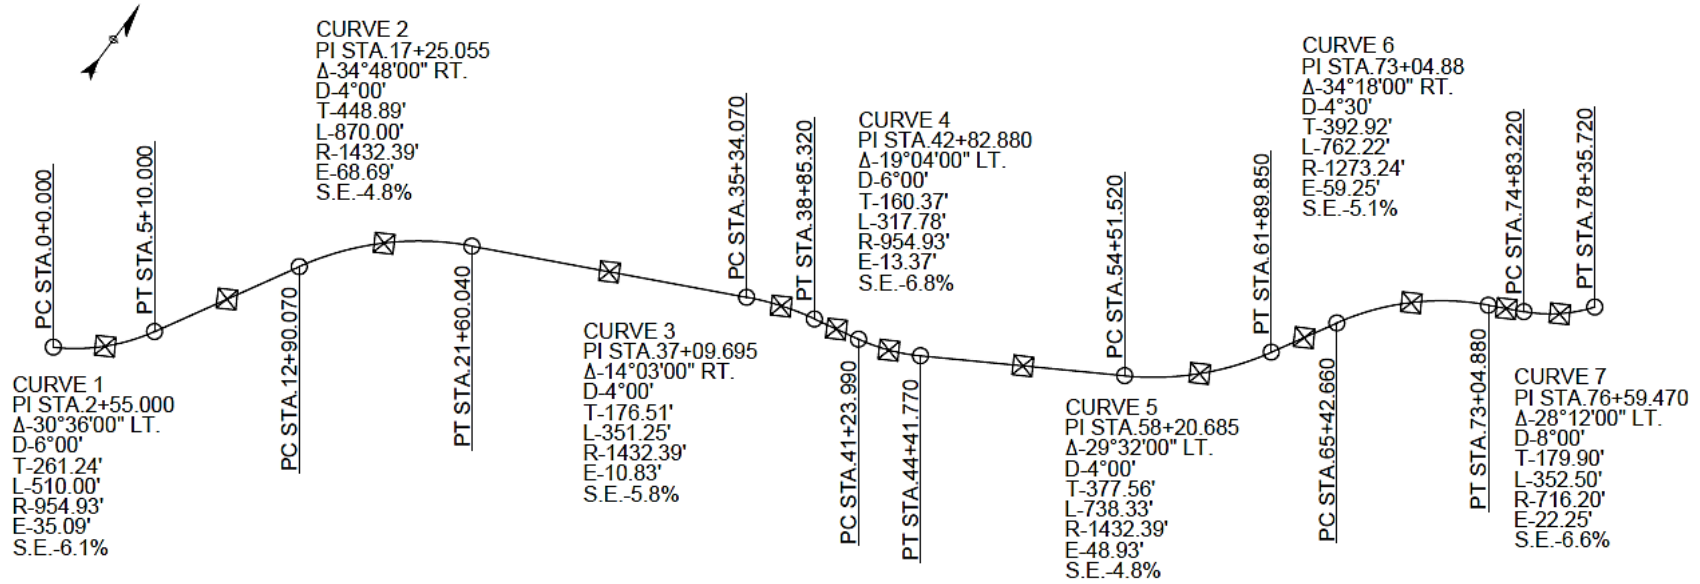 CURVE 2
PI STA.17+25.055
Δ-34°48'00" RT.
D-4°00'
T-448.89'
L-870.00'
R-1432.39'
E-68.69'
S.E.-4.8%
CURVE 6
PI STA.73+04.88
Δ-34°18'00" RT.
D-4°30'
T-392.92'
L-762.22'
R-1273.24'
E-59.25'
S.E.-5.1%
CURVE 4
PI STA.42+82.880
Δ-19°04'00" LT.
D-6°00'
T-160.37'
L-317.78'
R-954.93'
E-13.37'
S.E.-6.8%
PC STA.0+0.000
PT STA.5+10.000
PC STA.12+90.070
PT STA.21+60.040
PC STA.35+34.070
PT STA.38+85.320
PC STA.41+23.990
PT STA.44+41.770
PC STA.54+51.520
PT STA.61+89.850
PC STA.65+42.660
PT STA.73+04.880
PC STA.74+83.220
PT STA.78+35.720
CURVE 1
PI STA.2+55.000
Δ-30°36'00" LT.
D-6°00'
T-261.24'
L-510.00'
R-954.93'
E-35.09'
S.E.-6.1%
CURVE 3
PI STA.37+09.695
Δ-14°03'00" RT.
D-4°00'
T-176.51'
L-351.25'
R-1432.39'
E-10.83'
S.E.-5.8%
CURVE 5
PI STA.58+20.685
Δ-29°32'00" LT.
D-4°00'
T-377.56'
L-738.33'
R-1432.39'
E-48.93'
S.E.-4.8%
CURVE 7
PI STA.76+59.470
Δ-28°12'00" LT.
D-8°00'
T-179.90'
L-352.50'
R-716.20'
E-22.25'
S.E.-6.6%